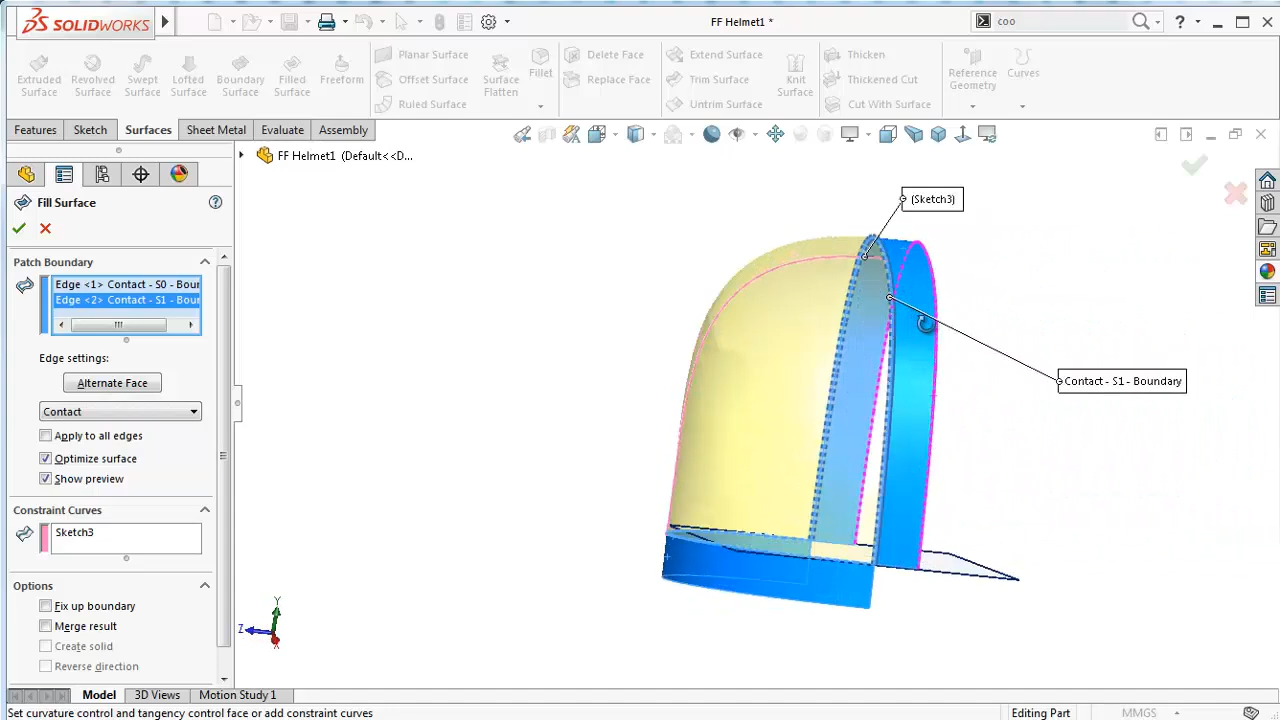 SOLIDWORKS
FF Helmet1 *
coo
Extruded Surface
Revolved Surface
Swept Surface
Lofted Surface
Boundary Surface
Filled Surface
Freeform
Planar Surface
Offset Surface
Ruled Surface
Surface Flatten
Fillet
Delete Face
Replace Face
Extend Surface
Trim Surface
Untrim Surface
Knit Surface
Thicken
Thickened Cut
Cut With Surface
Reference Geometry
Curves
Features
Sketch
Surfaces
Sheet Metal
Evaluate
Assembly
FF Helmet1 (Default<<D...
Fill Surface
Patch Boundary
Edge <1> Contact - S0 - Bour
Edge <2> Contact - S1 - Bour
Edge settings:
Alternate Face
Contact
Apply to all edges
Optimize surface
Show preview
Constraint Curves
Sketch3
Options
Fix up boundary
Merge result
Create solid
Reverse direction
(Sketch3)
Contact - S1 - Boundary
Y
Z
X
Model
3D Views
Motion Study 1
Set curvature control and tangency control face or add constraint curves
Editing Part
MMGS